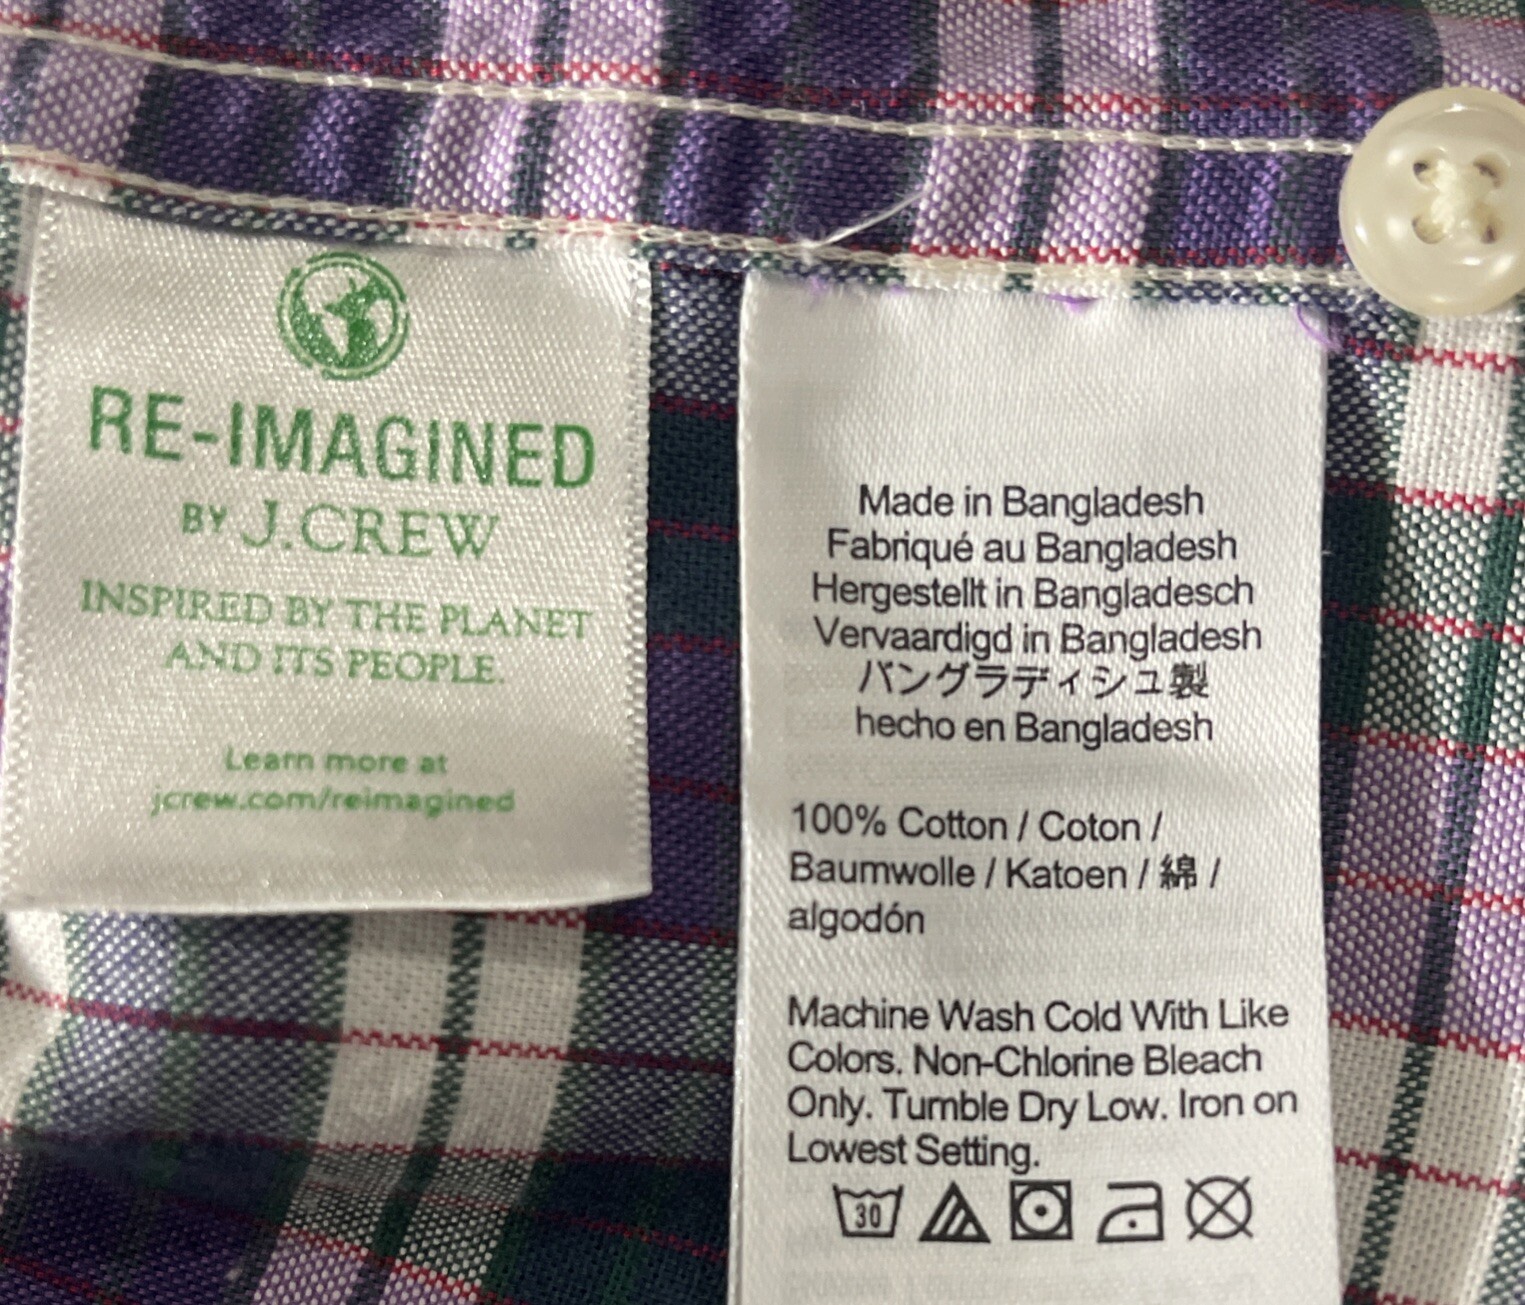 RE-IMAGINED
BY J.CREW
INSPIRED BY THE PLANET
AND ITS PEOPLE.
Learn more at
jcrew.com/reimagined
Made in Bangladesh
Fabriqué au Bangladesh
Hergestellt in Bangladesch
Vervaardigd in Bangladesh
バングラディシュ製
hecho en Bangladesh
100% Cotton / Coton /
Baumwolle / Katoen / 綿 /
algodón
Machine Wash Cold With Like
Colors. Non-Chlorine Bleach
Only. Tumble Dry Low. Iron on
Lowest Setting.
30